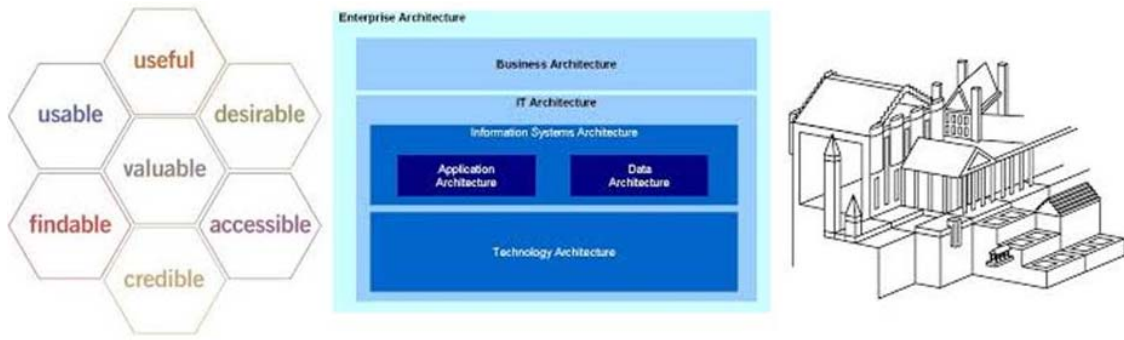 useful
usable
desirable
valuable
findable
accessible
credible
Enterprise Architecture
Business Architecture
IT Architecture
Information Systems Architecture
Application
Architecture
Data
Architecture
Technology Architecture